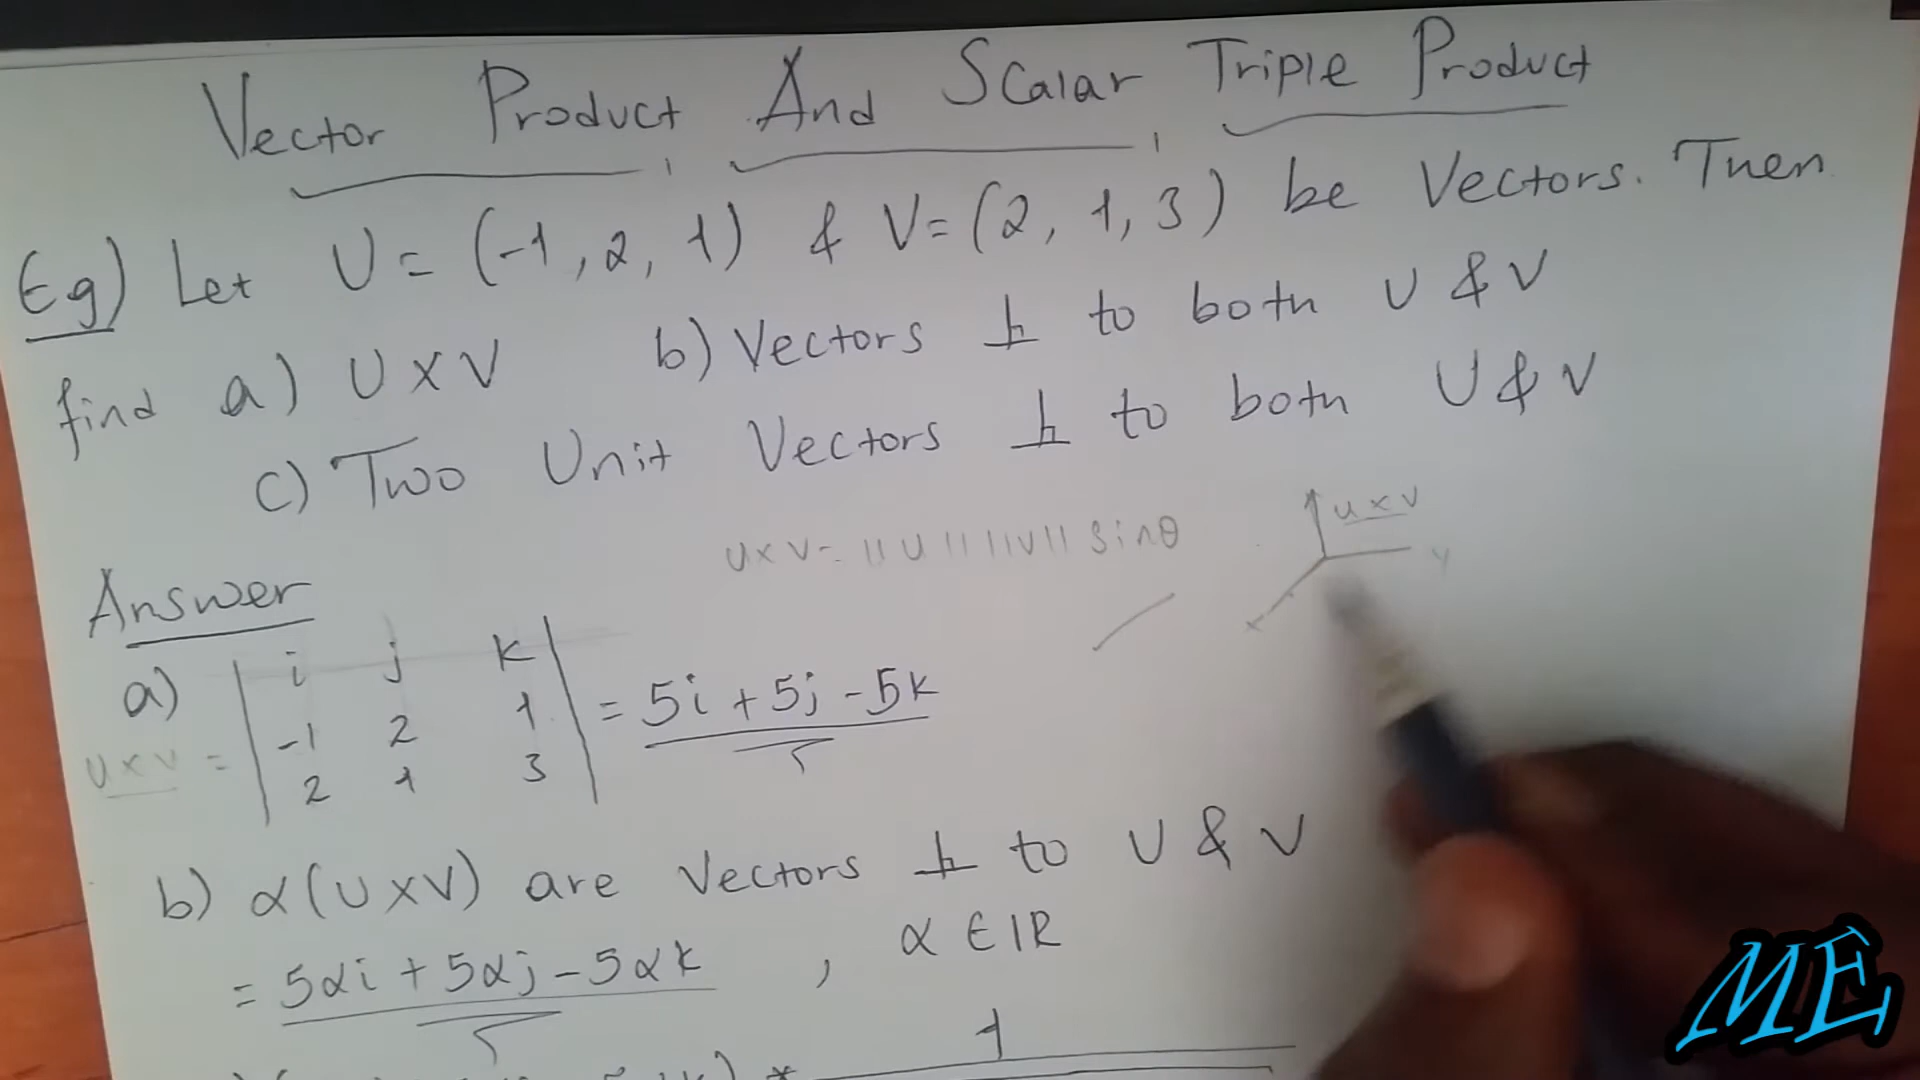 Vector Product And Scalar Triple Product
Eg) Let U = (-1, 2, 1) & V = (2, 1, 3) be Vectors. Then
find a) U X V b) Vectors ⊥ to both U & V
c) Two Unit Vectors ⊥ to both U & V
U X V = ||U|| ||V|| Sinθ
u x v
y
x
Answer
a) U X V = | i j k |
| -1 2 1 |
| 2 1 3 |
= 5i + 5j - 5k
b) α(U X V) are Vectors ⊥ to U & V
= 5αi + 5αj - 5αk , α ∈ IR
1
ME